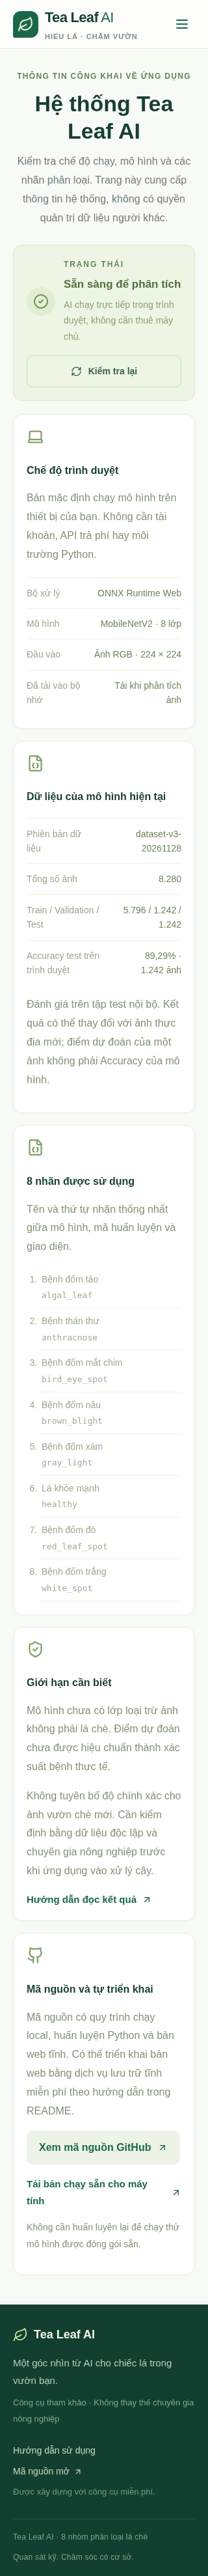 Tea Leaf AI
HIỂU LÁ · CHĂM VƯỜN
THÔNG TIN CÔNG KHAI VỀ ỨNG DỤNG
Hệ thống Tea
Leaf AI
Kiểm tra chế độ chạy, mô hình và các
nhãn phân loại. Trang này cung cấp
thông tin hệ thống, không có quyền
quản trị dữ liệu người khác.
TRẠNG THÁI
Sẵn sàng để phân tích
AI chạy trực tiếp trong trình
duyệt, không cần thuê máy
chủ.
Kiểm tra lại
Chế độ trình duyệt
Bản mặc định chạy mô hình trên
thiết bị của bạn. Không cần tài
khoản, API trả phí hay môi
trường Python.
Bộ xử lý ONNX Runtime Web
Mô hình MobileNetV2 · 8 lớp
Đầu vào Ảnh RGB · 224 × 224
Đã tải vào bộ Tải khi phân tích
nhớ ảnh
Dữ liệu của mô hình hiện tại
Phiên bản dữ dataset-v3-
liệu 20261128
Tổng số ảnh 8.280
Train / Validation / 5.796 / 1.242 /
Test 1.242
Accuracy test trên 89,29% ·
trình duyệt 1.242 ảnh
Đánh giá trên tập test nội bộ. Kết
quả có thể thay đổi với ảnh thực
địa mới; điểm dự đoán của một
ảnh không phải Accuracy của mô
hình.
8 nhãn được sử dụng
Tên và thứ tự nhãn thống nhất
giữa mô hình, mã huấn luyện và
giao diện.
1. Bệnh đốm tảo
algal_leaf
2. Bệnh thán thư
anthracnose
3. Bệnh đốm mắt chim
bird_eye_spot
4. Bệnh đốm nâu
brown_blight
5. Bệnh đốm xám
gray_light
6. Lá khỏe mạnh
healthy
7. Bệnh đốm đỏ
red_leaf_spot
8. Bệnh đốm trắng
white_spot
Giới hạn cần biết
Mô hình chưa có lớp loại trừ ảnh
không phải lá chè. Điểm dự đoán
chưa được hiệu chuẩn thành xác
suất bệnh thực tế.
Không tuyên bố độ chính xác cho
ảnh vườn chè mới. Cần kiểm
định bằng dữ liệu độc lập và
chuyên gia nông nghiệp trước
khi ứng dụng vào xử lý cây.
Hướng dẫn đọc kết quả
Mã nguồn và tự triển khai
Mã nguồn có quy trình chạy
local, huấn luyện Python và bản
web tĩnh. Có thể triển khai bản
web bằng dịch vụ lưu trữ tĩnh
miễn phí theo hướng dẫn trong
README.
Xem mã nguồn GitHub
Tải bản chạy sẵn cho máy
tính
Không cần huấn luyện lại để chạy thử
mô hình được đóng gói sẵn.
Tea Leaf AI
Một góc nhìn từ AI cho chiếc lá trong
vườn bạn.
Công cụ tham khảo · Không thay thế chuyên gia
nông nghiệp
Hướng dẫn sử dụng
Mã nguồn mở
Được xây dựng với công cụ miễn phí.
Tea Leaf AI · 8 nhóm phân loại lá chè
Quan sát kỹ. Chăm sóc có cơ sở.